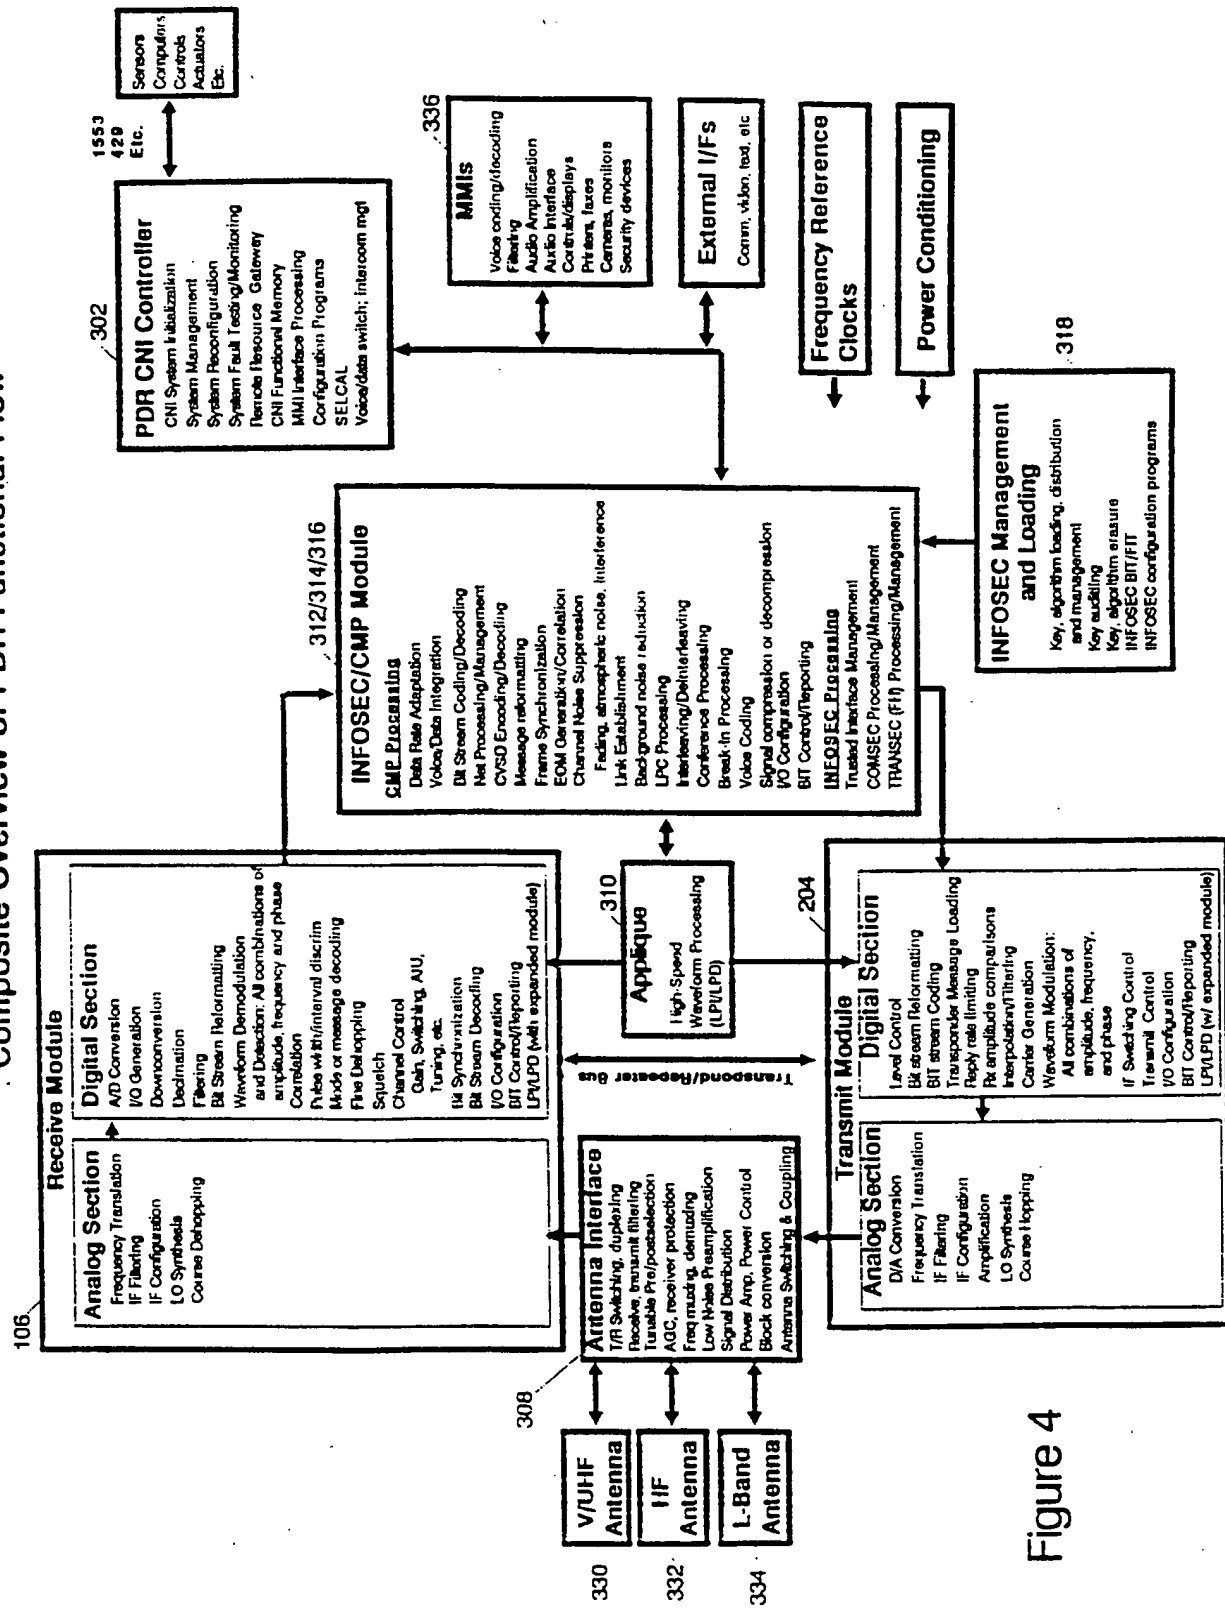 Composite Overview of PDR Functional Flow
106
Receive Module
Analog Section
Frequency Translation
IF Filtering
IF Configuration
LO Synthesis
Course Dehopping
Digital Section
A/D Conversion
I/O Generation
Downconversion
Decimation
Filtering
Bit Stream Reformatting
Waveform Demodulation
and Detection: All combinations of
amplitude, frequency and phase
Correlation
Pulse width/interval discrim
Mode or message decoding
Fine Dehopping
Squelch
Channel Control
Gain, Switching, AIU,
Tuning, etc.
Bit Synchronization
Bit Stream Decoding
I/O Configuration
BIT Control/Reporting
LPI/LPD (with expanded module)
308
Antenna Interface
T/R Switching, duplexing
Receive, transmit filtering
Tunable Pre/postselection
AGC, receiver protection
Freq muxing, demuxing
Low Noise Preamplification
Signal Distribution
Power Amp, Power Control
Block conversion
Antenna Switching & Coupling
V/UHF
Antenna
330
HF
Antenna
332
L-Band
Antenna
334
Transpond/Repeater Bus
310
Applique
High-Speed
Waveform Processing
(LPI/LPD)
204
Transmit Module
Analog Section
D/A Conversion
Frequency Translation
IF Filtering
IF Configuration
Amplification
LO Synthesis
Course Hopping
Digital Section
Level Control
Bit stream Reformatting
BIT stream Coding
Transponder Message Loading
Reply rate limiting
Rx amplitude comparisons
Interpolation/Filtering
Carrier Generation
Waveform Modulation:
All combinations of
amplitude, frequency,
and phase
IF Switching Control
Transmit Control
I/O Configuration
BIT Control/Reporting
LPI/LPD (w/ expanded module)
312/314/316
INFOSEC/CMP Module
CMP Processing
Data Rate Adaptation
Voice/Data Integration
Bit Stream Coding/Decoding
Net Processing/Management
CVSD Encoding/Decoding
Message reformatting
Frame Synchronization
EOM Generation/Correlation
Channel Noise Suppression
Fading, atmospheric noise, Interference
Link Establishment
Background noise reduction
LPC Processing
Interleaving/Deinterleaving
Conference Processing
Break-In Processing
Voice Coding
Signal compression or decompression
I/O Configuration
BIT Control/Reporting
INFOSEC Processing
Trusted Interface Management
COMSEC Processing/Management
TRANSEC (FH) Processing/Management
302
PDR CNI Controller
CNI System Initialization
System Management
System Reconfiguration
System Fault Testing/Monitoring
Remote Resource Gateway
CNI Functional Memory
MMI Interface Processing
Configuration Programs
SELCAL
Voice/data switch; intercom mgt
1553
429
Etc.
Sensors
Computors
Controls
Actuators
Etc.
336
MMIs
Voice coding/decoding
Filtering
Audio Amplification
Audio Interface
Controls/displays
Printers, faxes
Cameras, monitors
Security devices
External I/Fs
Comm, video, text, etc
Frequency Reference
Clocks
Power Conditioning
318
INFOSEC Management
and Loading
Key, algorithm loading, distribution
and management
Key auditing
Key, algorithm erasure
INFOSEC BIT/FIT
INFOSEC configuration programs
Figure 4